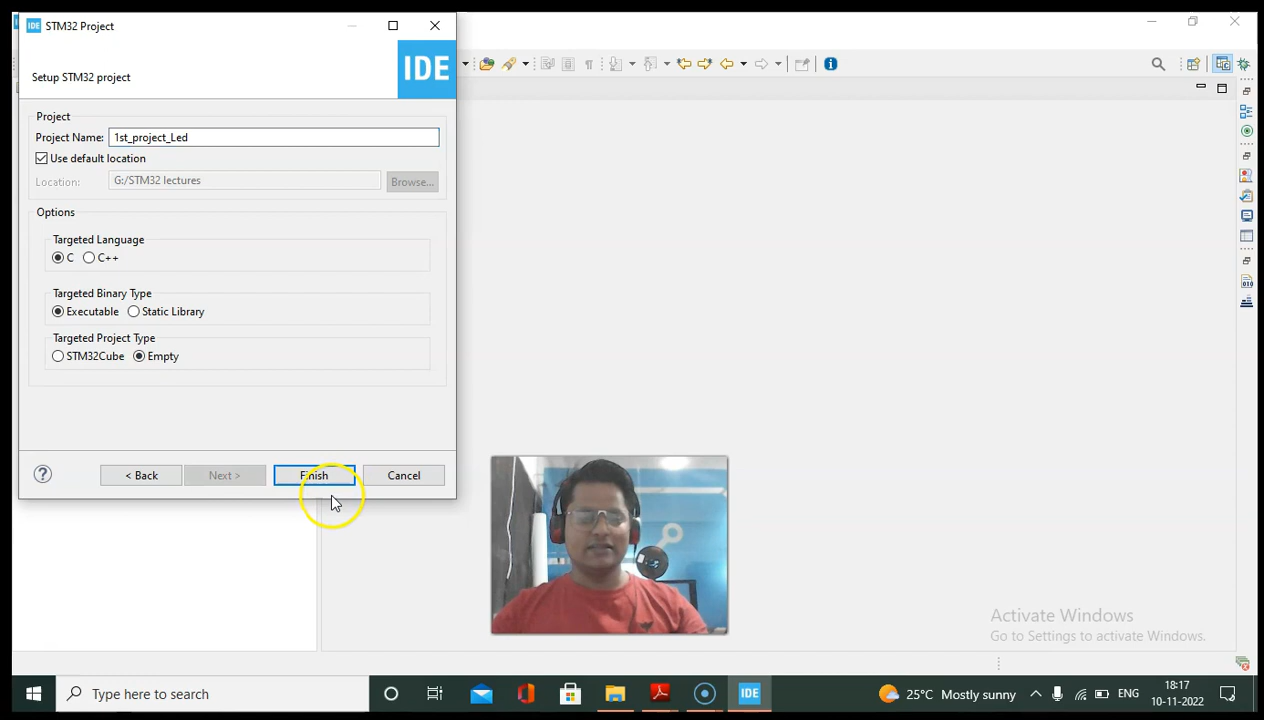 IDE STM32 Project
Setup STM32 project
IDE
Project
Project Name: 1st_project_Led
Use default location
Location: G:/STM32 lectures
Browse...
Options
Targeted Language
C C++
Targeted Binary Type
Executable Static Library
Targeted Project Type
STM32Cube Empty
? < Back Next > Finish Cancel
Activate Windows
Go to Settings to activate Windows.
Type here to search
IDE
25°C Mostly sunny
ENG
18:17
10-11-2022